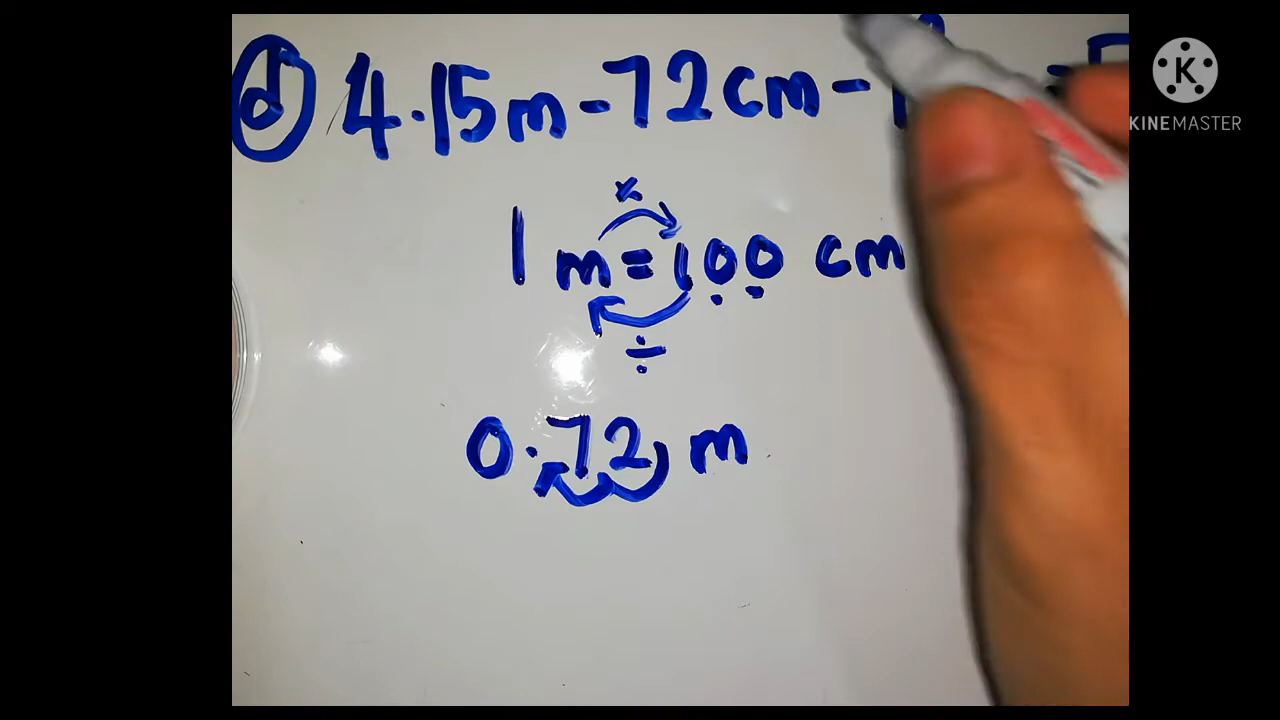 d 4.15m - 72cm -
K
KINEMASTER
×
1 m = 100 cm
÷
0.72 m